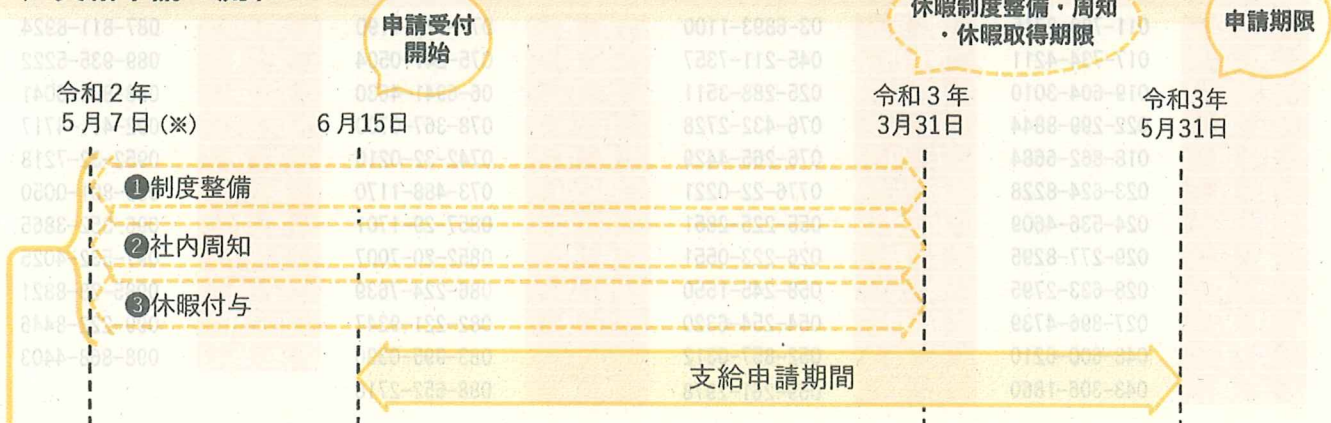 申請受付
開始
休暇制度整備・周知
・休暇取得期限
申請期限
令和2年
5月7日(※)
6月15日
令和3年
3月31日
令和3年
5月31日
❶制度整備
❷社内周知
❸休暇付与
支給申請期間